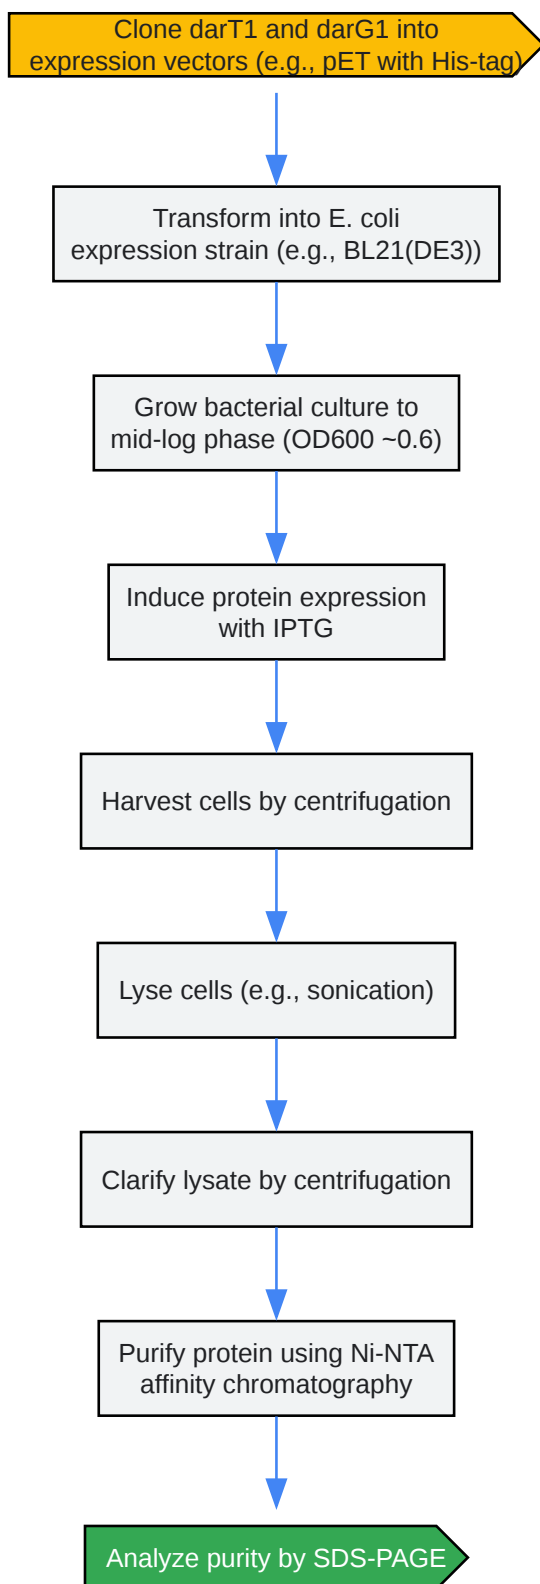 Clone darT1 and darG1 into
expression vectors (e.g., pET with His-tag)
Transform into E. coli
expression strain (e.g., BL21(DE3))
Grow bacterial culture to
mid-log phase (OD600 ~0.6)
Induce protein expression
with IPTG
Harvest cells by centrifugation
Lyse cells (e.g., sonication)
Clarify lysate by centrifugation
Purify protein using Ni-NTA
affinity chromatography
Analyze purity by SDS-PAGE